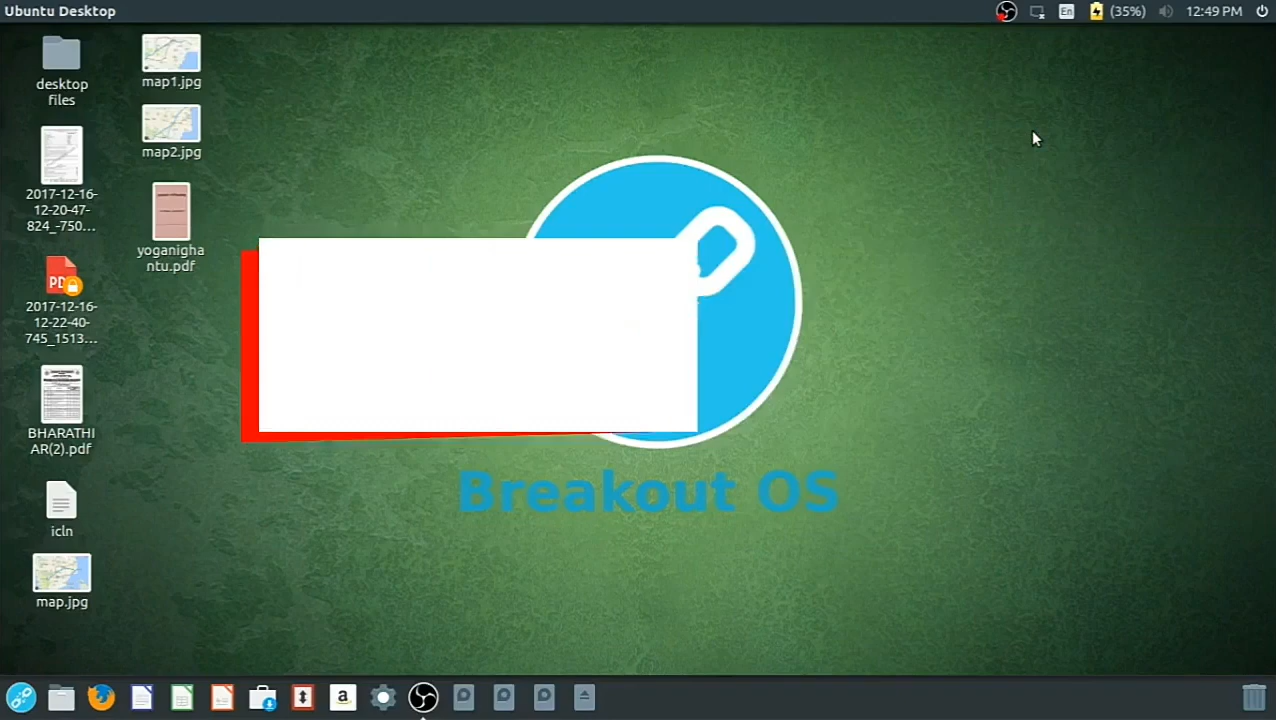 Ubuntu Desktop
En
(35%)
12:49 PM
desktop
files
map1.jpg
map2.jpg
2017-12-16-
12-20-47-
824_-750...
yoganigha
ntu.pdf
PD
2017-12-16-
12-22-40-
745_1513...
BHARATHI
AR(2).pdf
icln
map.jpg
Breakout OS
a